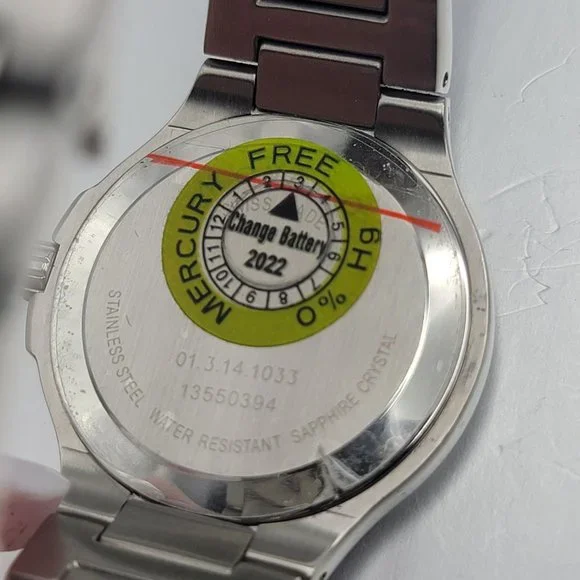 MERCURY FREE
0% Hg
1 2 3 4 5 6 7 8 9 10 11 12
Change Battery
2022
01.3.14.1033
13550394
STAINLESS STEEL WATER RESISTANT SAPPHIRE CRYSTAL